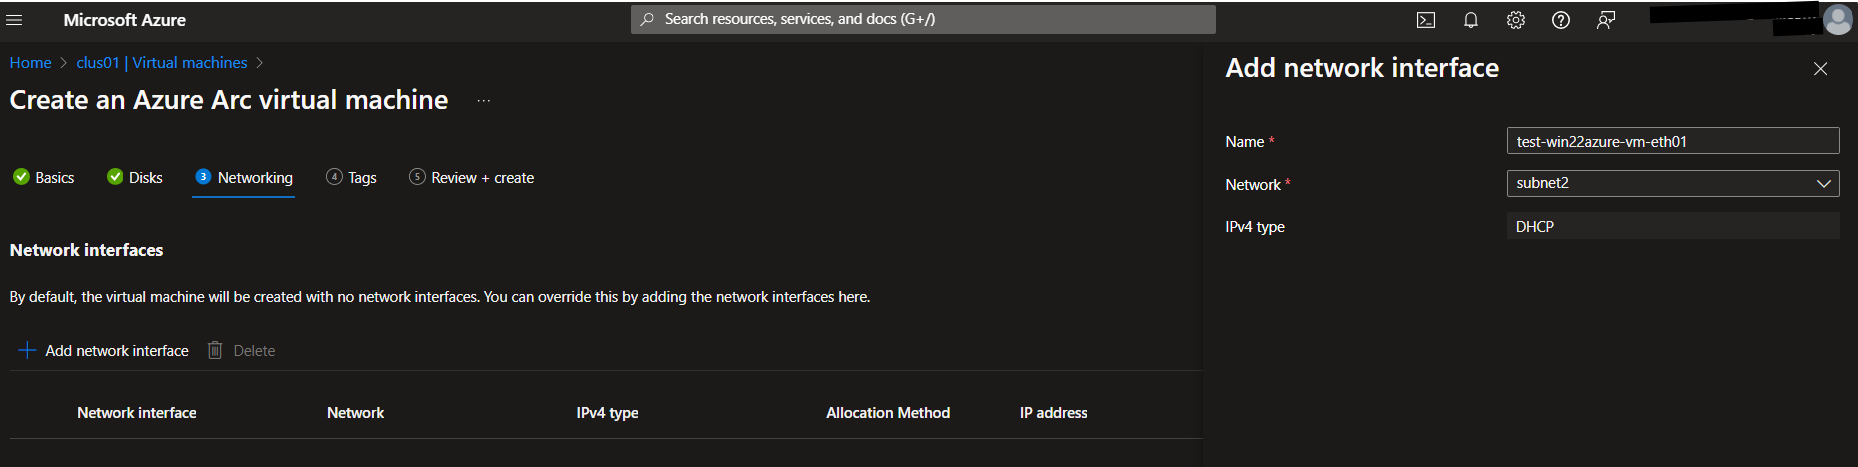 Microsoft Azure
Search resources, services, and docs (G+/)
Home > clus01 | Virtual machines >
Create an Azure Arc virtual machine ...
Basics Disks 3 Networking 4 Tags 5 Review + create
Network interfaces
By default, the virtual machine will be created with no network interfaces. You can override this by adding the network interfaces here.
+ Add network interface Delete
Network interface Network IPv4 type Allocation Method IP address
Add network interface
Name * test-win22azure-vm-eth01
Network * subnet2
IPv4 type DHCP